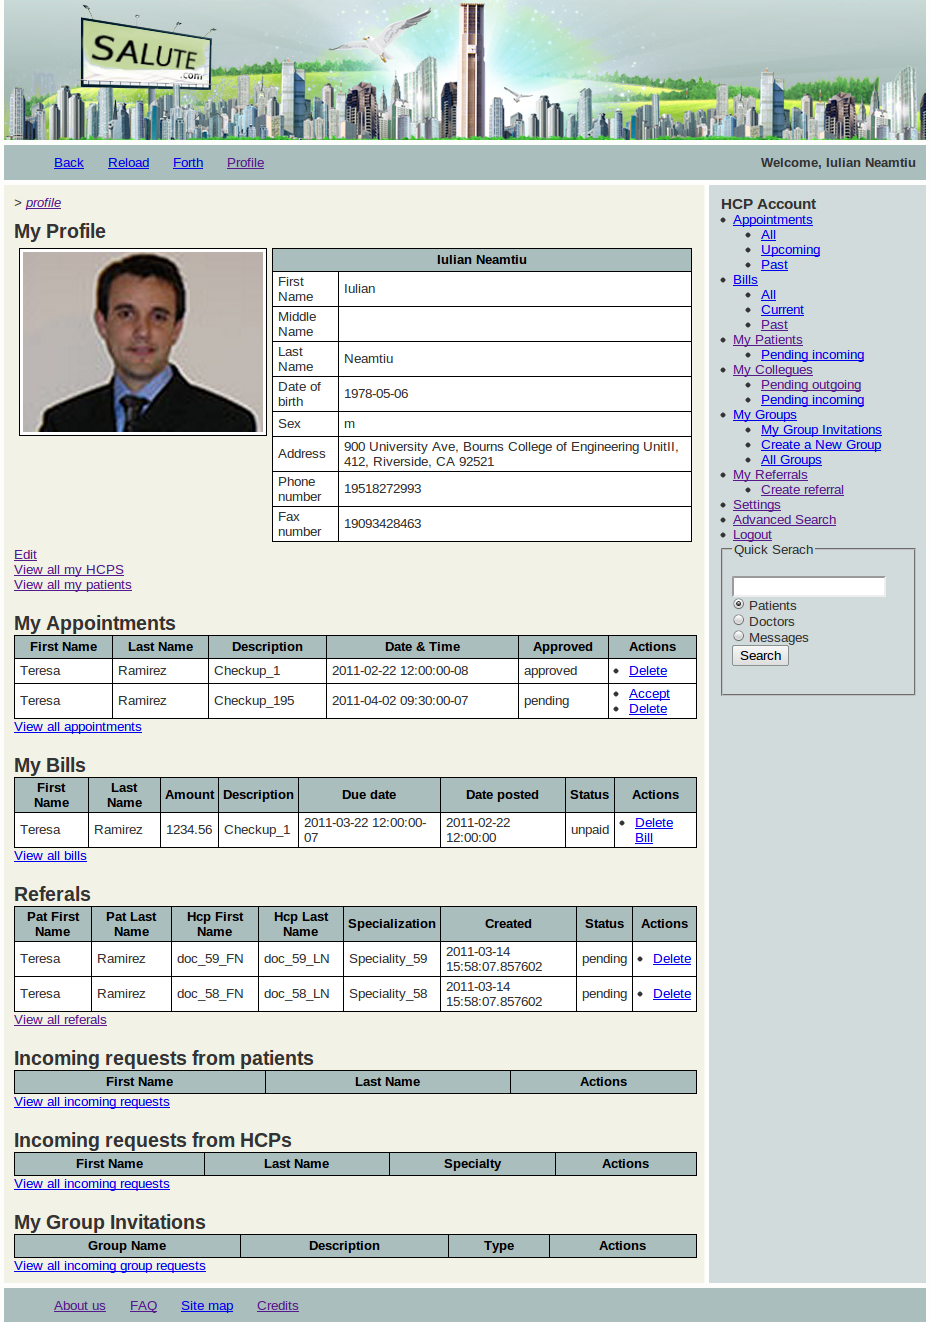 SALUTE
.com
Back Reload Forth Profile Welcome, Iulian Neamtiu
> profile
My Profile
Iulian Neamtiu
First Name Iulian
Middle Name
Last Name Neamtiu
Date of birth 1978-05-06
Sex m
Address 900 University Ave, Bourns College of Engineering UnitII, 412, Riverside, CA 92521
Phone number 19518272993
Fax number 19093428463
Edit
View all my HCPS
View all my patients
My Appointments
First Name Last Name Description Date & Time Approved Actions
Teresa Ramirez Checkup_1 2011-02-22 12:00:00-08 approved Delete
Teresa Ramirez Checkup_195 2011-04-02 09:30:00-07 pending Accept
Delete
View all appointments
My Bills
First Name Last Name Amount Description Due date Date posted Status Actions
Teresa Ramirez 1234.56 Checkup_1 2011-03-22 12:00:00-07 2011-02-22 12:00:00 unpaid Delete Bill
View all bills
Referals
Pat First Name Pat Last Name Hcp First Name Hcp Last Name Specialization Created Status Actions
Teresa Ramirez doc_59_FN doc_59_LN Speciality_59 2011-03-14 15:58:07.857602 pending Delete
Teresa Ramirez doc_58_FN doc_58_LN Speciality_58 2011-03-14 15:58:07.857602 pending Delete
View all referals
Incoming requests from patients
First Name Last Name Actions
View all incoming requests
Incoming requests from HCPs
First Name Last Name Specialty Actions
View all incoming requests
My Group Invitations
Group Name Description Type Actions
View all incoming group requests
HCP Account
Appointments
All
Upcoming
Past
Bills
All
Current
Past
My Patients
Pending incoming
My Collegues
Pending outgoing
Pending incoming
My Groups
My Group Invitations
Create a New Group
All Groups
My Referrals
Create referral
Settings
Advanced Search
Logout
Quick Serach
Patients
Doctors
Messages
Search
About us FAQ Site map Credits